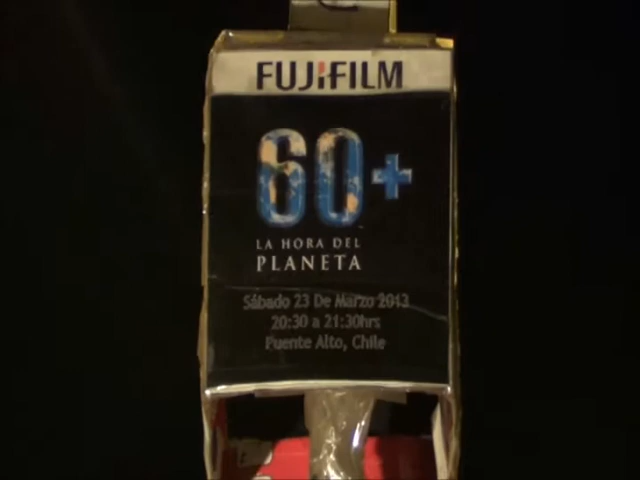 FUJIFILM
60+
LA HORA DEL
PLANETA
Sábado 23 De Marzo 2013
20:30 a 21:30hrs
Puente Alto, Chile